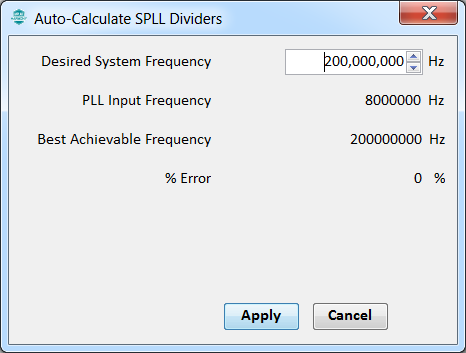 Auto-Calculate SPLL Dividers
Desired System Frequency 200,000,000 Hz
PLL Input Frequency 8000000 Hz
Best Achievable Frequency 200000000 Hz
% Error 0 %
Apply Cancel